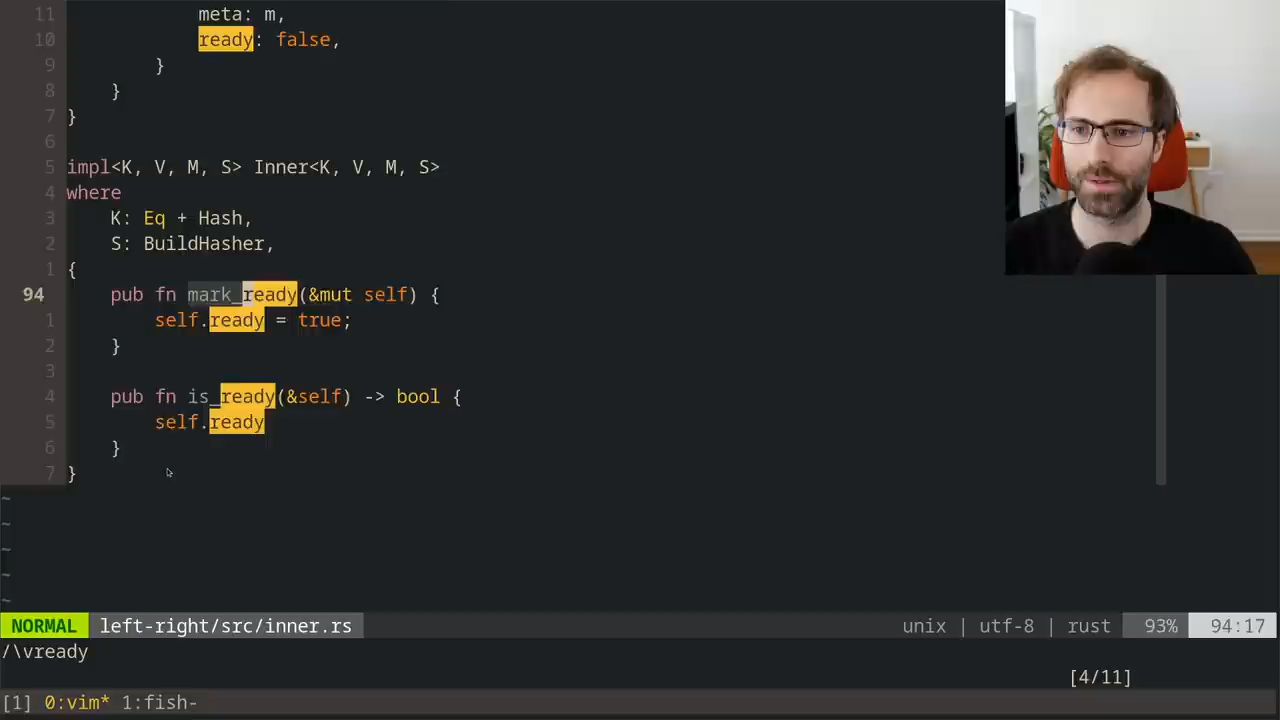 11             meta: m,
10             ready: false,
9         }
8     }
7 }
6
5 impl<K, V, M, S> Inner<K, V, M, S>
4 where
3     K: Eq + Hash,
2     S: BuildHasher,
1 {
94     pub fn mark_ready(&mut self) {
1         self.ready = true;
2     }
3
4     pub fn is_ready(&self) -> bool {
5         self.ready
6     }
7 }
~
~
~
~
~
NORMAL left-right/src/inner.rs unix | utf-8 | rust 93% 94:17
/\vready
[4/11]
[1] 0:vim* 1:fish-